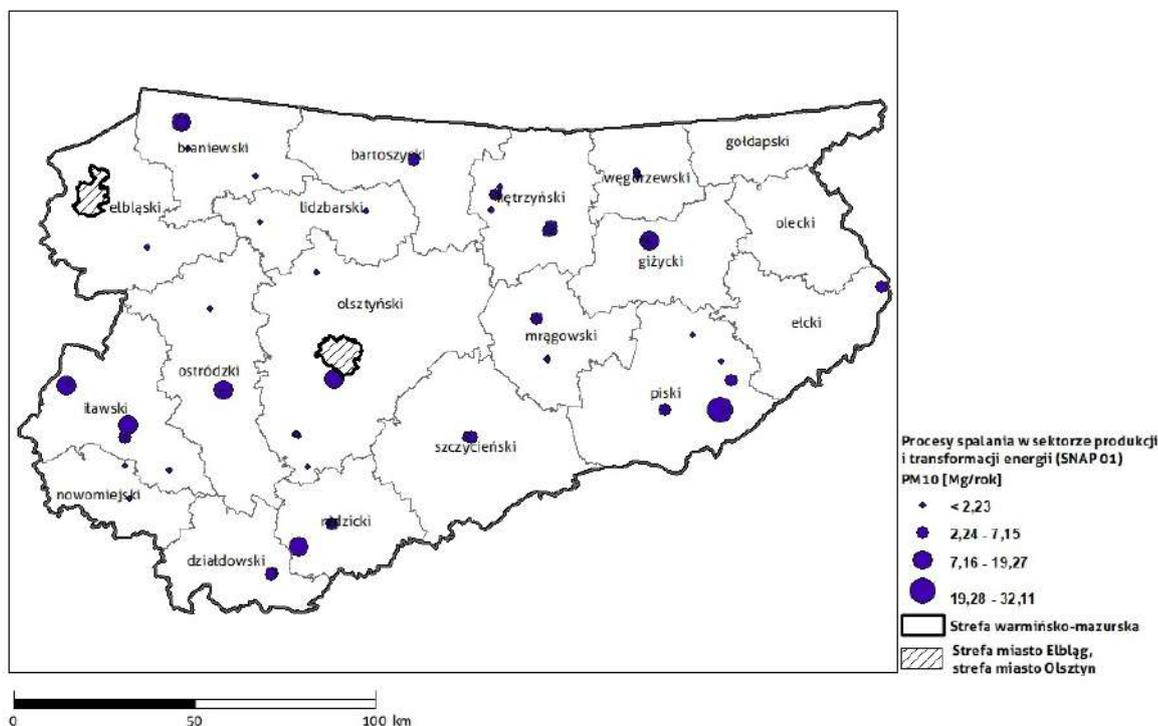 gołdapski
braniewski
bartoszycki
węgorzewski
kętrzyński
elbląski
lidzbarski
olecki
giżycki
olsztyński
ełcki
mrągowski
ostródzki
piski
iławski
szczycieński
nowomiejski
nidzicki
działdowski
Procesy spalania w sektorze produkcji
i transformacji energii (SNAP 01)
PM10 [Mg/rok]
< 2,23
2,24 - 7,15
7,16 - 19,27
19,28 - 32,11
Strefa warmińsko-mazurska
Strefa miasto Elbląg,
strefa miasto Olsztyn
0 50 100 km